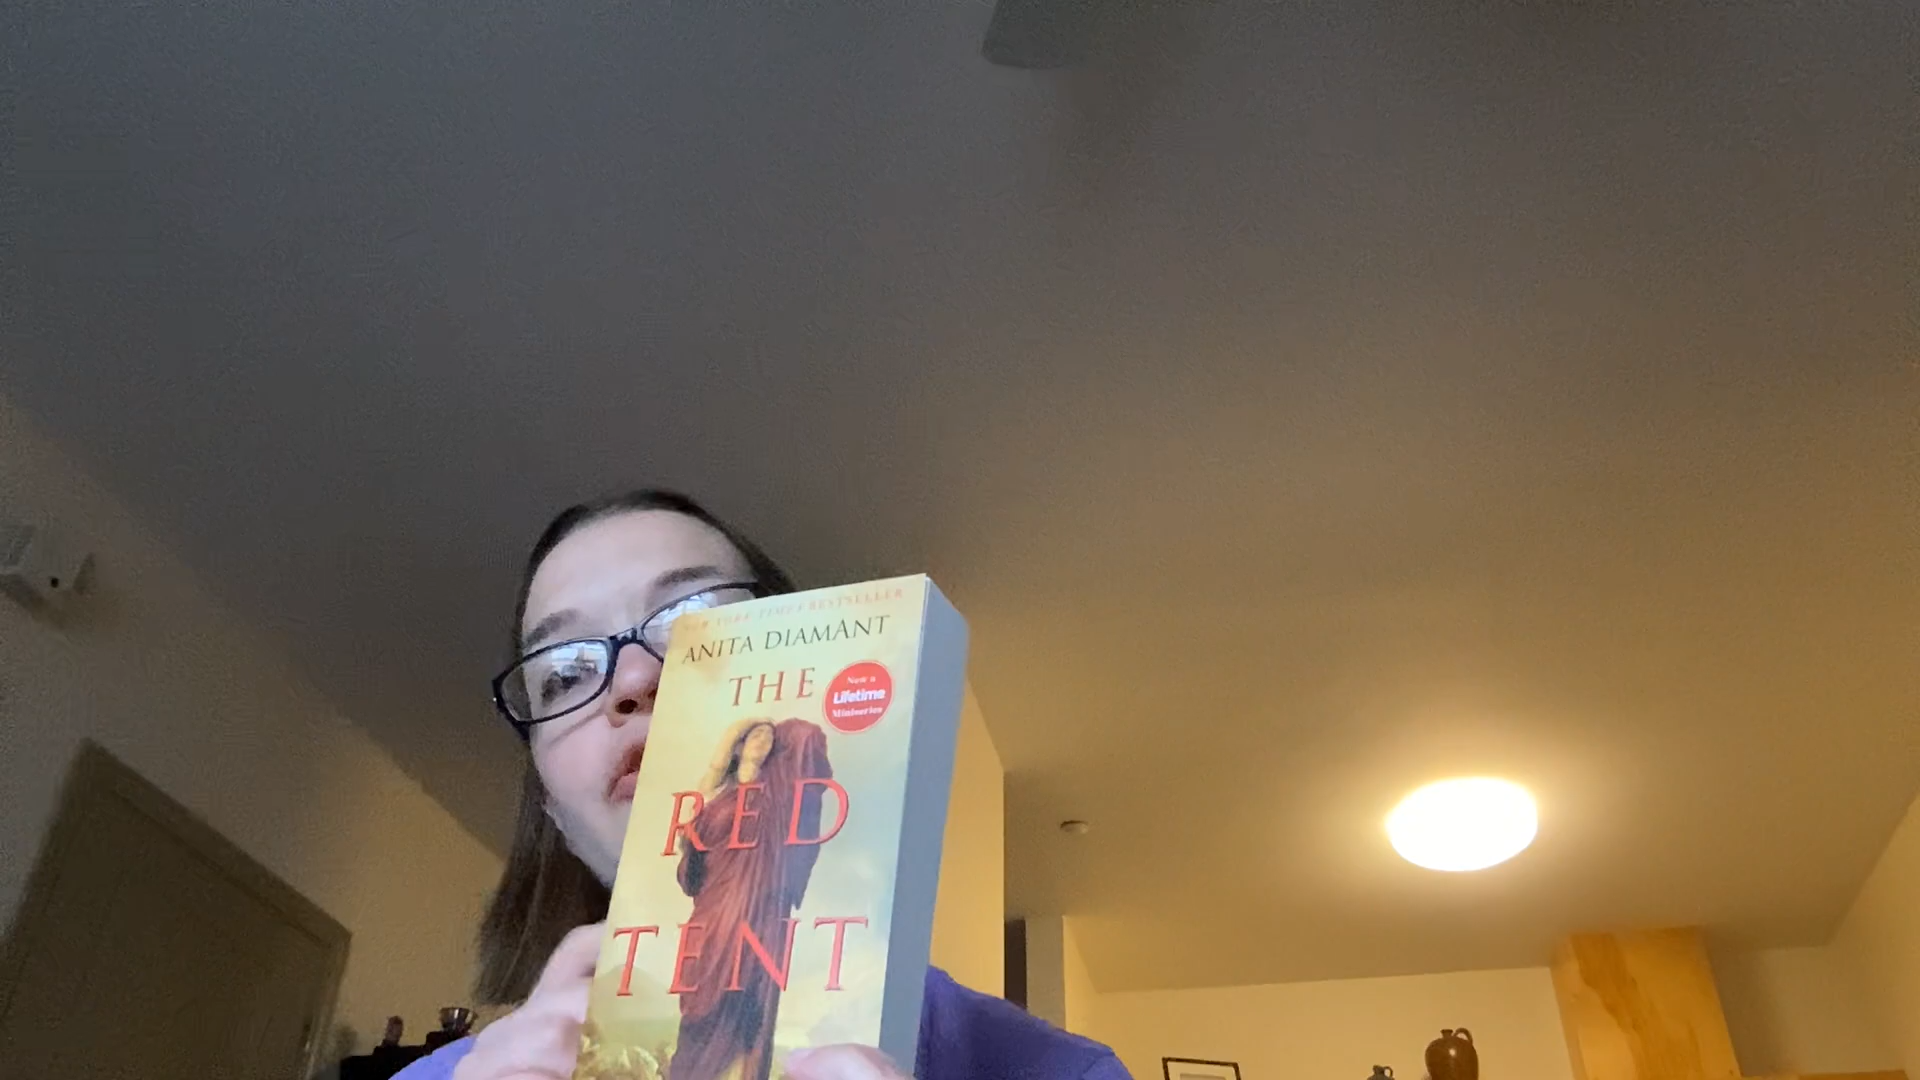 NEW YORK TIMES BESTSELLER
ANITA DIAMANT
THE
Now a
Lifetime
Miniseries
RED
TENT